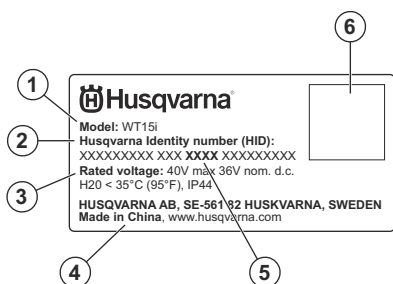 6
1
Husqvarna
Model: WT15i
2
Husqvarna Identity number (HID):
XXXXXXXXX XXX XXXX XXXXXXXXX
3
Rated voltage: 40V max 36V nom. d.c.
H20 < 35°C (95°F), IP44
HUSQVARNA AB, SE-561 82 HUSKVARNA, SWEDEN
Made in China, www.husqvarna.com
4
5